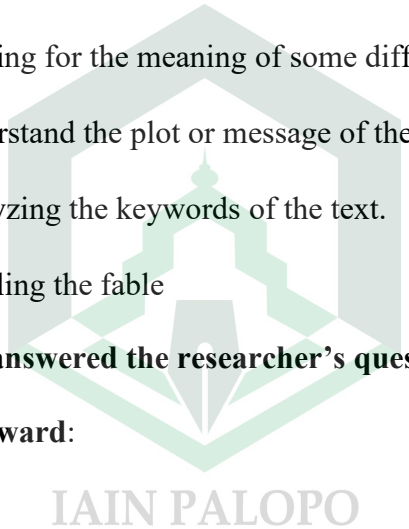 ing for the meaning of some diff
rstand the plot or message of the
yzing the keywords of the text.
ling the fable
answered the researcher's ques
ward:
IAIN PALOPO